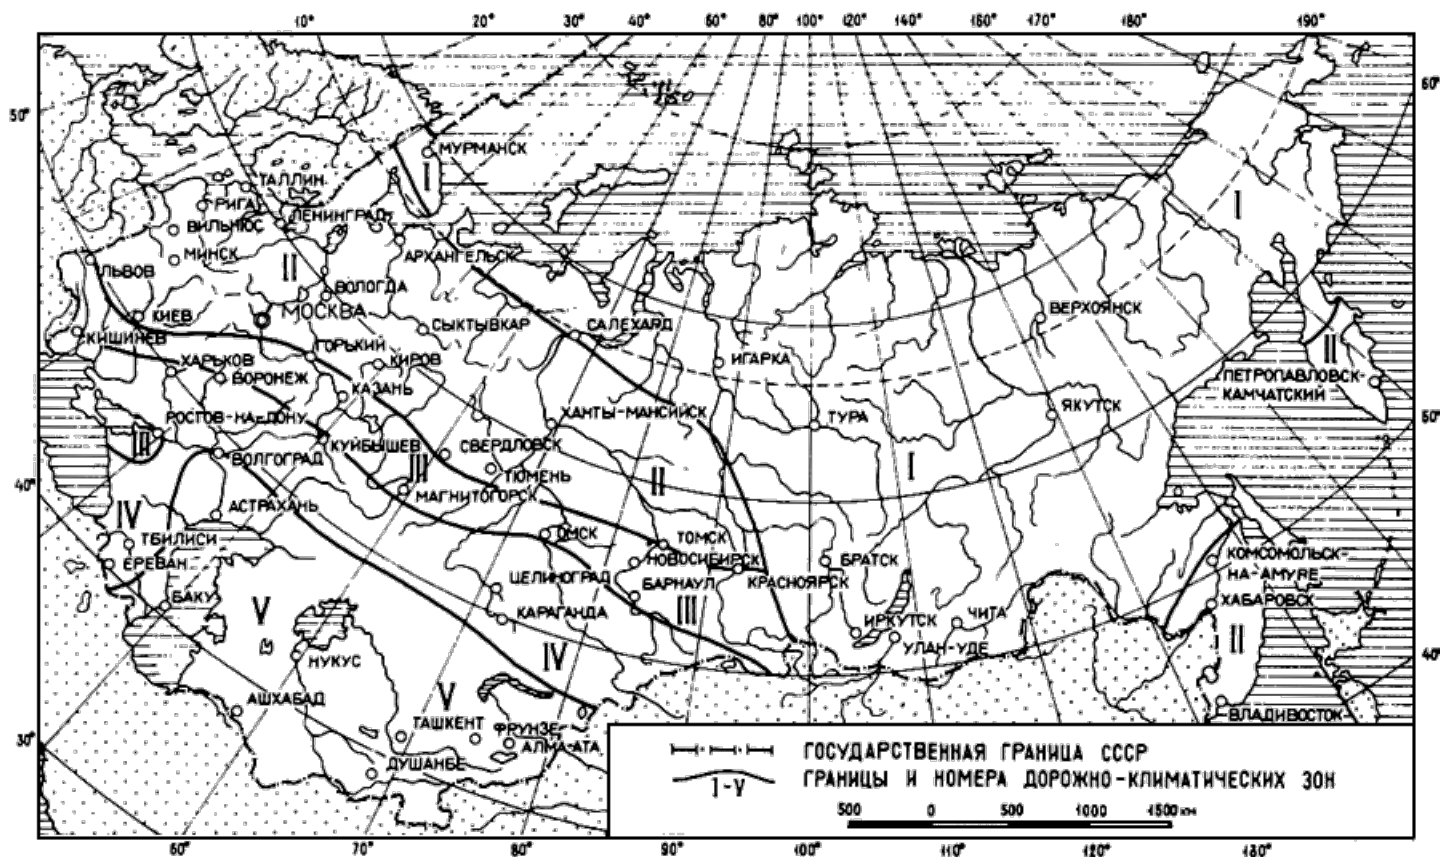 10° 20° 30° 40° 60° 80° 100° 120° 140° 160° 170° 180° 190°
60°
50°
МУРМАНСК
I
ТАЛЛИН
РИГА
ЛЕНИНГРАД
I
ВИЛЬНЮС
МИНСК
АРХАНГЕЛЬСК
II
ЛЬВОВ
ВОЛОГДА
МОСКВА
КИЕВ
ВЕРХОЯНСК
СЫКТЫВКАР
САЛЕХАРД
КИШИНЕВ
ГОРЬКИЙ
II
ХАРЬКОВ
КИРОВ
ИГАРКА
ВОРОНЕЖ
КАЗАНЬ
ПЕТРОПАВЛОВСК-
КАМЧАТСКИЙ
РОСТОВ-НА-ДОНУ
ХАНТЫ-МАНСИЙСК
ТУРА
ЯКУТСК
50°
III
КУЙБЫШЕВ
СВЕРДЛОВСК
ВОЛГОГРАД
III
ТЮМЕНЬ
II
I
40°
МАГНИТОГОРСК
АСТРАХАНЬ
IV
ТБИЛИСИ
ОМСК
ТОМСК
НОВОСИБИРСК
БРАТСК
КОМСОМОЛЬСК-
НА-АМУРЕ
ЕРЕВАН
ЦЕЛИНОГРАД
БАРНАУЛ
КРАСНОЯРСК
БАКУ
V
КАРАГАНДА
III
ХАБАРОВСК
ИРКУТСК
ЧИТА
НУКУС
IV
УЛАН-УДЕ
II
40°
АШХАБАД
V
ТАШКЕНТ
ФРУНЗЕ
АЛМА-АТА
ВЛАДИВОСТОК
30°
ДУШАНБЕ
ГОСУДАРСТВЕННАЯ ГРАНИЦА СССР
I-V ГРАНИЦЫ И НОМЕРА ДОРОЖНО-КЛИМАТИЧЕСКИХ ЗОН
500 0 500 1000 1500 км
60° 70° 80° 90° 100° 110° 120° 130°